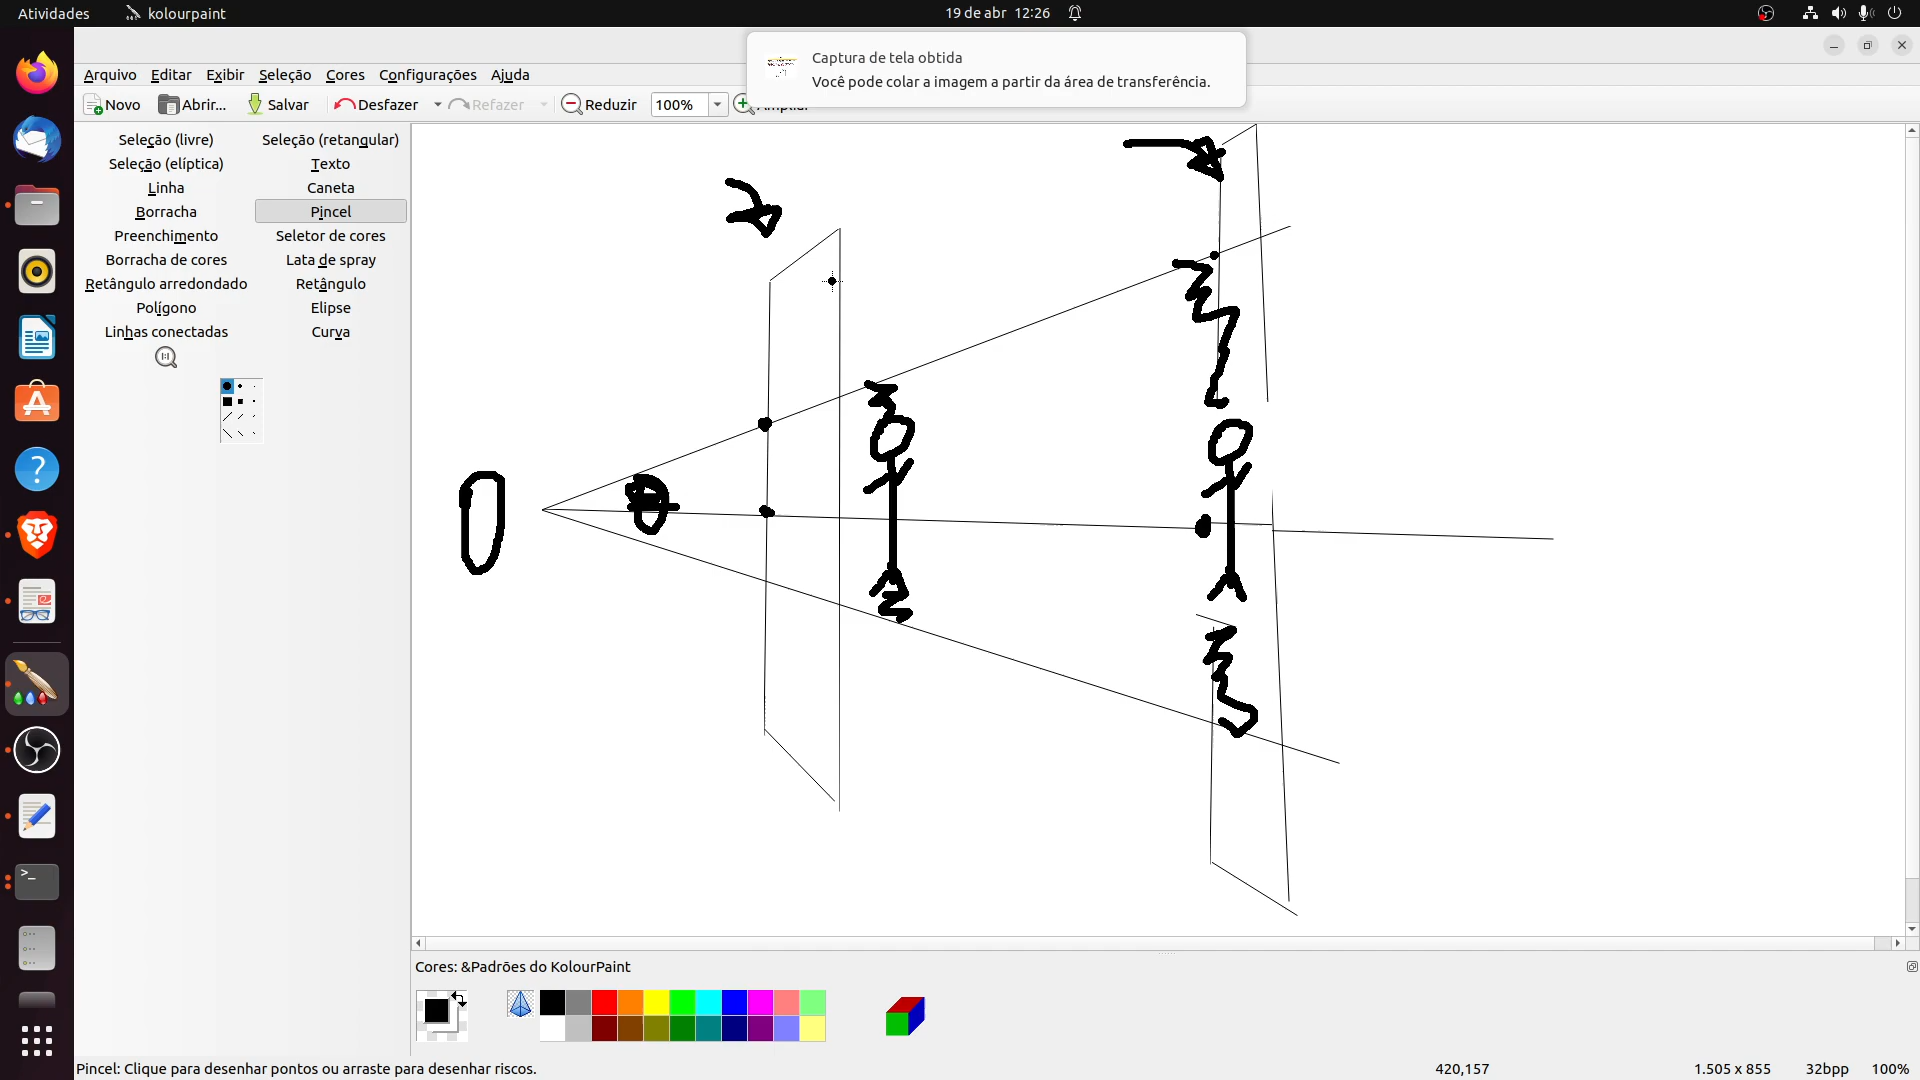 Atividades kolourpaint 19 de abr 12:26
Captura de tela obtida
Você pode colar a imagem a partir da área de transferência.
Arquivo Editar Exibir Seleção Cores Configurações Ajuda
Novo Abrir... Salvar Desfazer Refazer Reduzir 100%
Seleção (livre) Seleção (retangular)
Seleção (elíptica) Texto
Linha Caneta
Borracha Pincel
Preenchimento Seletor de cores
Borracha de cores Lata de spray
Retângulo arredondado Retângulo
Polígono Elipse
Linhas conectadas Curva
Cores: &Padrões do KolourPaint
Pincel: Clique para desenhar pontos ou arraste para desenhar riscos. 420,157 1.505 x 855 32bpp 100%